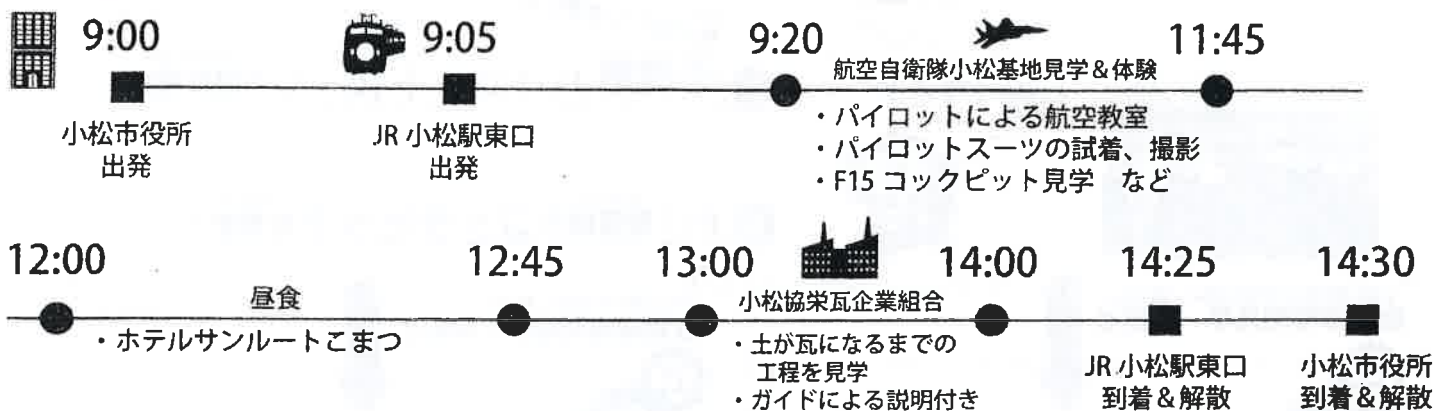 9:00
9:05
9:20
11:45
航空自衛隊小松基地見学&体験
小松市役所
出発
JR 小松駅東口
出発
・パイロットによる航空教室
・パイロットスーツの試着、撮影
・F15 コックピット見学　など
12:00
12:45
13:00
14:00
14:25
14:30
昼食
・ホテルサンルートこまつ
小松協栄瓦企業組合
・土が瓦になるまでの
工程を見学
・ガイドによる説明付き
JR 小松駅東口
到着&解散
小松市役所
到着&解散